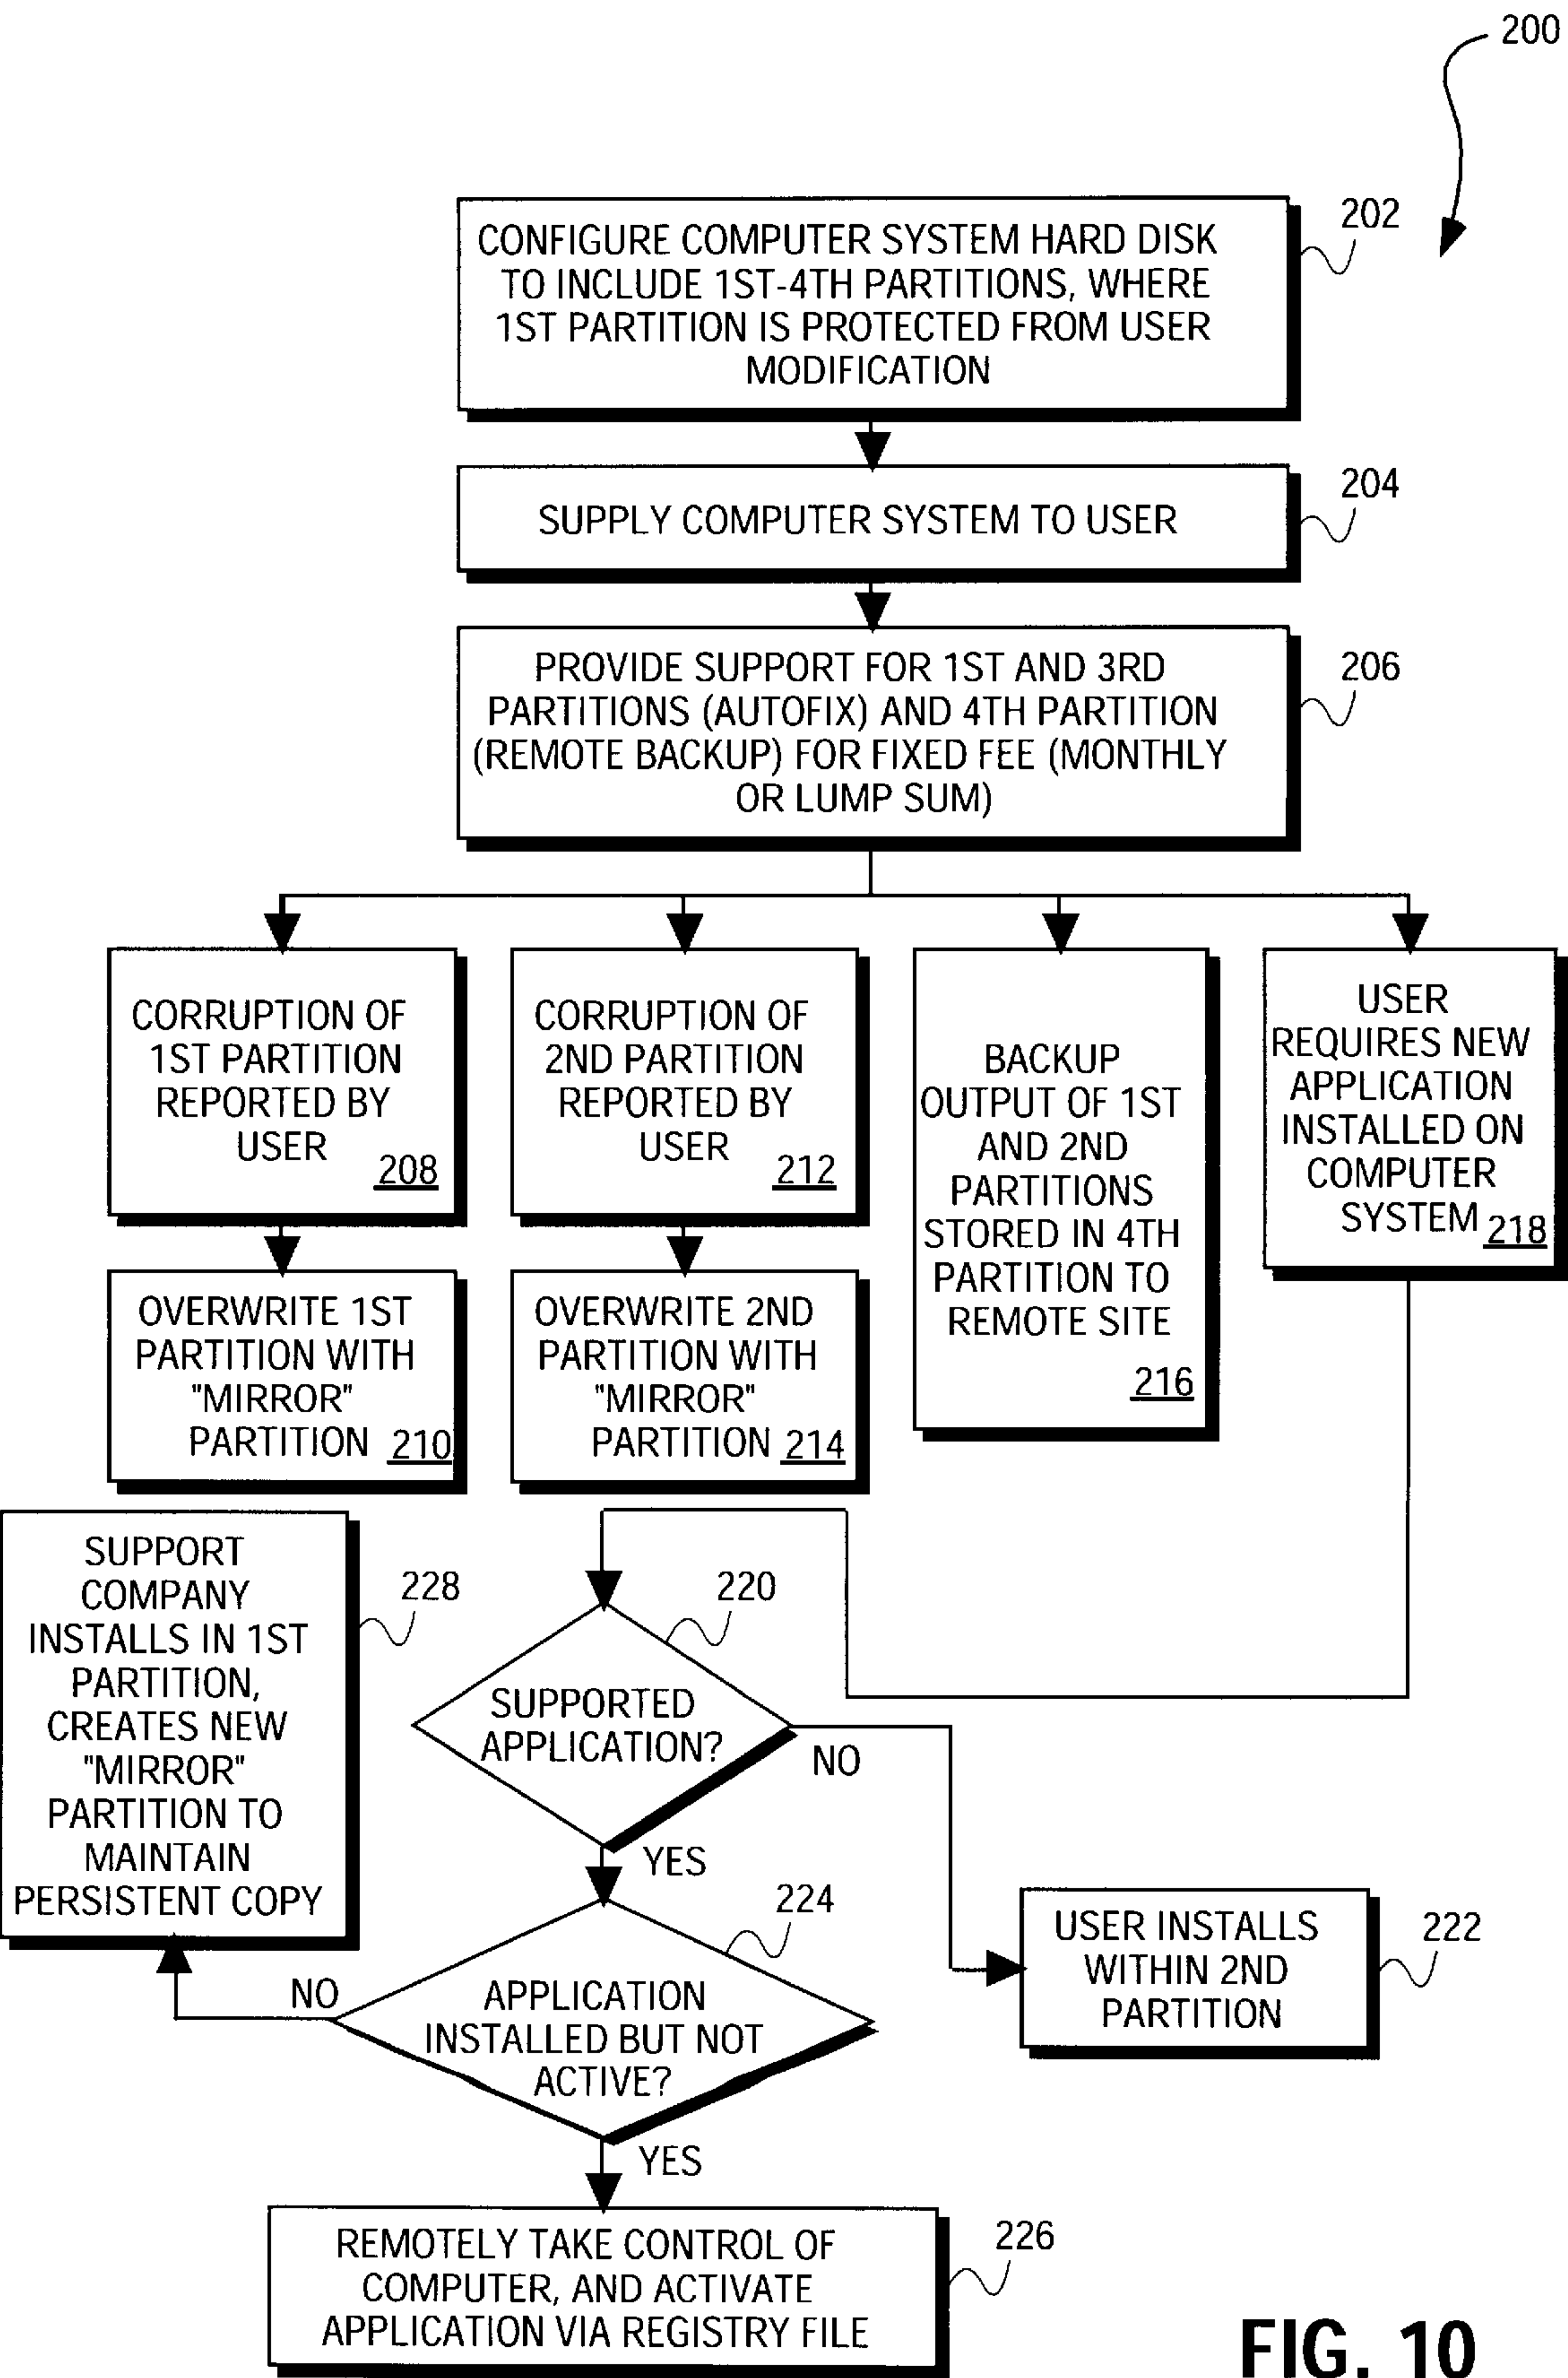 200
CONFIGURE COMPUTER SYSTEM HARD DISK
TO INCLUDE 1ST-4TH PARTITIONS, WHERE
1ST PARTITION IS PROTECTED FROM USER
MODIFICATION
202
SUPPLY COMPUTER SYSTEM TO USER
204
PROVIDE SUPPORT FOR 1ST AND 3RD
PARTITIONS (AUTOFIX) AND 4TH PARTITION
(REMOTE BACKUP) FOR FIXED FEE (MONTHLY
OR LUMP SUM)
206
CORRUPTION OF
1ST PARTITION
REPORTED BY
USER
208
CORRUPTION OF
2ND PARTITION
REPORTED BY
USER
212
BACKUP
OUTPUT OF 1ST
AND 2ND
PARTITIONS
STORED IN 4TH
PARTITION TO
REMOTE SITE
216
USER
REQUIRES NEW
APPLICATION
INSTALLED ON
COMPUTER
SYSTEM
218
OVERWRITE 1ST
PARTITION WITH
"MIRROR"
PARTITION
210
OVERWRITE 2ND
PARTITION WITH
"MIRROR"
PARTITION
214
SUPPORT
COMPANY
INSTALLS IN 1ST
PARTITION,
CREATES NEW
"MIRROR"
PARTITION TO
MAINTAIN
PERSISTENT COPY
228
220
SUPPORTED
APPLICATION?
NO
YES
224
APPLICATION
INSTALLED BUT NOT
ACTIVE?
NO
YES
USER INSTALLS
WITHIN 2ND
PARTITION
222
REMOTELY TAKE CONTROL OF
COMPUTER, AND ACTIVATE
APPLICATION VIA REGISTRY FILE
226
FIG. 10